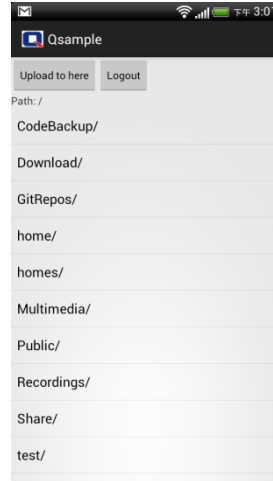 下午 3:07
Qsample
Upload to here Logout
Path: /
CodeBackup/
Download/
GitRepos/
home/
homes/
Multimedia/
Public/
Recordings/
Share/
test/